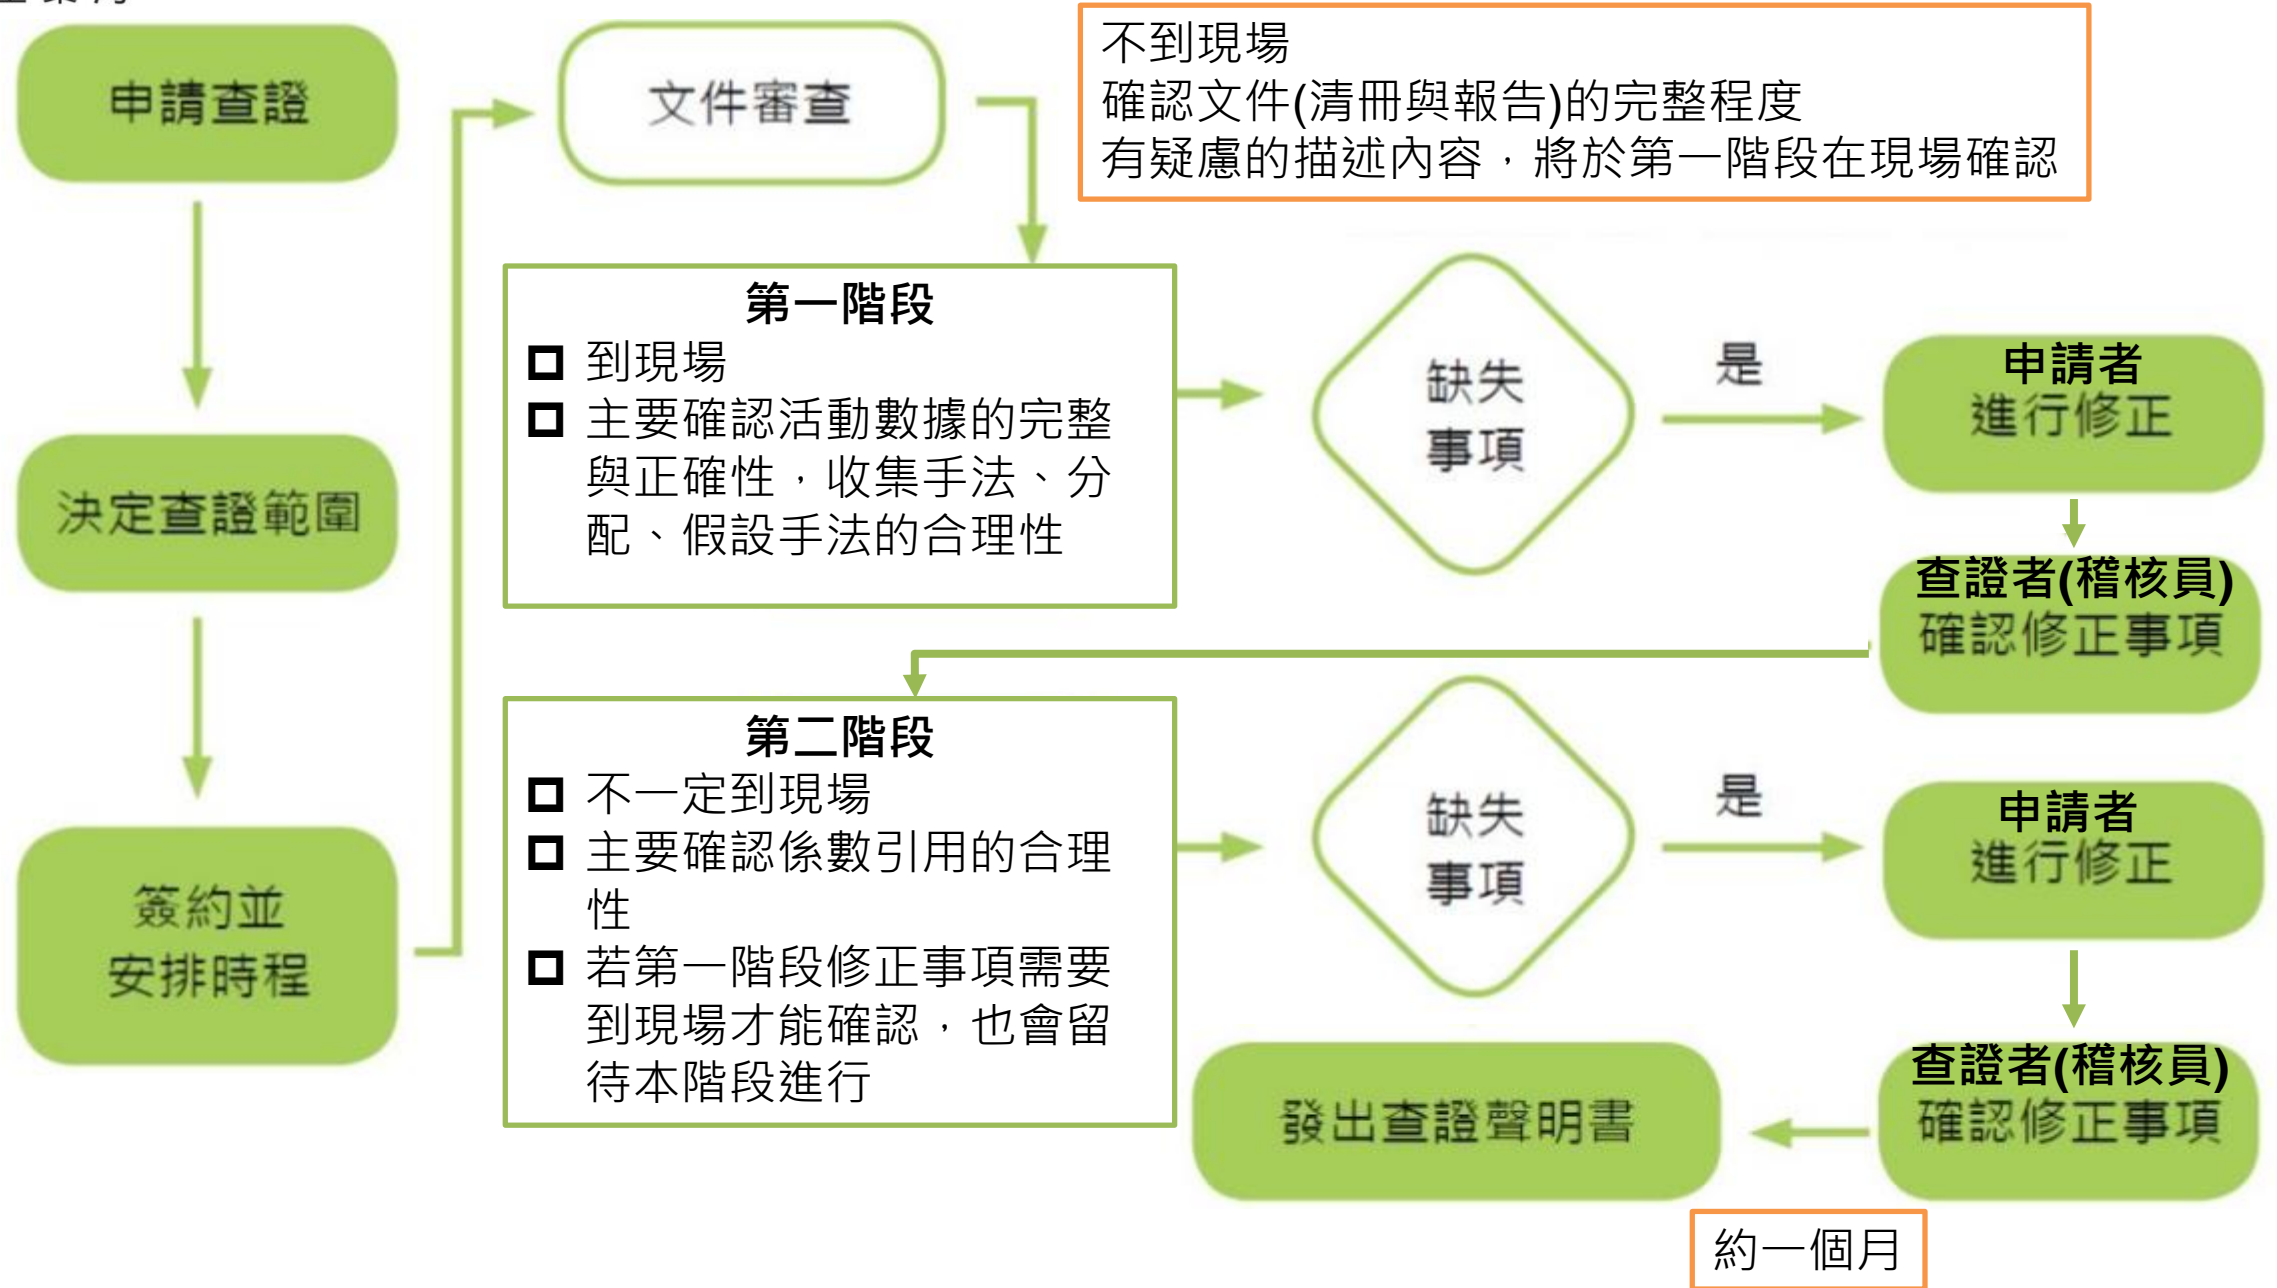 申請查證
文件審查
不到現場
確認文件(清冊與報告)的完整程度
有疑慮的描述內容，將於第一階段在現場確認
決定查證範圍
簽約並
安排時程
第一階段
到現場
主要確認活動數據的完整
與正確性，收集手法、分
配、假設手法的合理性
缺失
事項
是
申請者
進行修正
查證者(稽核員)
確認修正事項
第二階段
不一定到現場
主要確認係數引用的合理
性
若第一階段修正事項需要
到現場才能確認，也會留
待本階段進行
缺失
事項
是
申請者
進行修正
查證者(稽核員)
確認修正事項
發出查證聲明書
約一個月